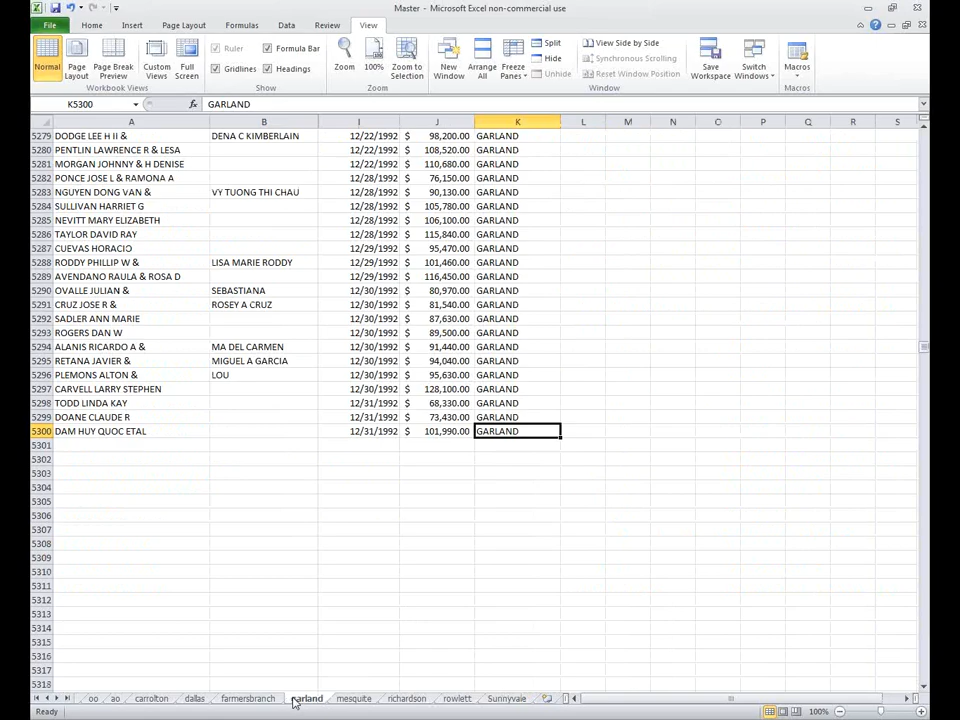 Master - Microsoft Excel non-commercial use
File Home Insert Page Layout Formulas Data Review View
Normal Page Layout Page Break Preview Custom Views Full Screen
Workbook Views
Ruler Formula Bar
Gridlines Headings
Show
Zoom 100% Zoom to Selection
Zoom
New Window Arrange All Freeze Panes
Split
Hide
Unhide
View Side by Side
Synchronous Scrolling
Reset Window Position
Window
Save Workspace Switch Windows
Macros
Macros
K5300 fx GARLAND
A B I J K L M N O P Q R S
5279 DODGE LEE H II & DENA C KIMBERLAIN 12/22/1992 $ 98,200.00 GARLAND
5280 PENTLIN LAWRENCE R & LESA 12/22/1992 $ 108,520.00 GARLAND
5281 MORGAN JOHNNY & H DENISE 12/22/1992 $ 110,680.00 GARLAND
5282 PONCE JOSE L & RAMONA A 12/28/1992 $ 76,150.00 GARLAND
5283 NGUYEN DONG VAN & VY TUONG THI CHAU 12/28/1992 $ 90,130.00 GARLAND
5284 SULLIVAN HARRIET G 12/28/1992 $ 105,780.00 GARLAND
5285 NEVITT MARY ELIZABETH 12/28/1992 $ 106,100.00 GARLAND
5286 TAYLOR DAVID RAY 12/28/1992 $ 115,840.00 GARLAND
5287 CUEVAS HORACIO 12/29/1992 $ 95,470.00 GARLAND
5288 RODDY PHILLIP W & LISA MARIE RODDY 12/29/1992 $ 101,460.00 GARLAND
5289 AVENDANO RAULA & ROSA D 12/29/1992 $ 116,450.00 GARLAND
5290 OVALLE JULIAN & SEBASTIANA 12/30/1992 $ 80,970.00 GARLAND
5291 CRUZ JOSE R & ROSEY A CRUZ 12/30/1992 $ 81,540.00 GARLAND
5292 SADLER ANN MARIE 12/30/1992 $ 87,630.00 GARLAND
5293 ROGERS DAN W 12/30/1992 $ 89,500.00 GARLAND
5294 ALANIS RICARDO A & MA DEL CARMEN 12/30/1992 $ 91,440.00 GARLAND
5295 RETANA JAVIER & MIGUEL A GARCIA 12/30/1992 $ 94,040.00 GARLAND
5296 PLEMONS ALTON & LOU 12/30/1992 $ 95,630.00 GARLAND
5297 CARVELL LARRY STEPHEN 12/30/1992 $ 128,100.00 GARLAND
5298 TODD LINDA KAY 12/31/1992 $ 68,330.00 GARLAND
5299 DOANE CLAUDE R 12/31/1992 $ 73,430.00 GARLAND
5300 DAM HUY QUOC ETAL 12/31/1992 $ 101,990.00 GARLAND
5301
5302
5303
5304
5305
5306
5307
5308
5309
5310
5311
5312
5313
5314
5315
5316
5317
5318
oo ao carrolton dallas farmersbranch garland mesquite richardson rowlett Sunnyvale
Ready 100%